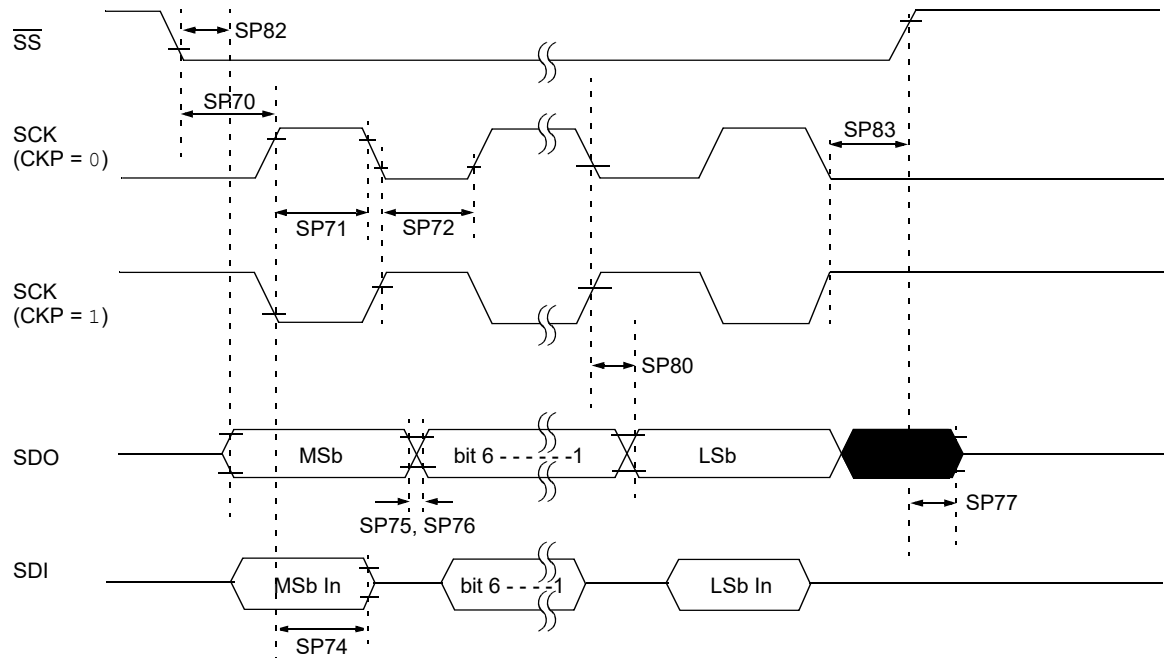 SS
SP82
SP70
SCK
(CKP = 0)
SP83
SP71
SP72
SCK
(CKP = 1)
SP80
SDO
MSb
bit 6 - - - - - -1
LSb
SP75, SP76
SP77
SDI
MSb In
bit 6 - - - - - -1
LSb In
SP74